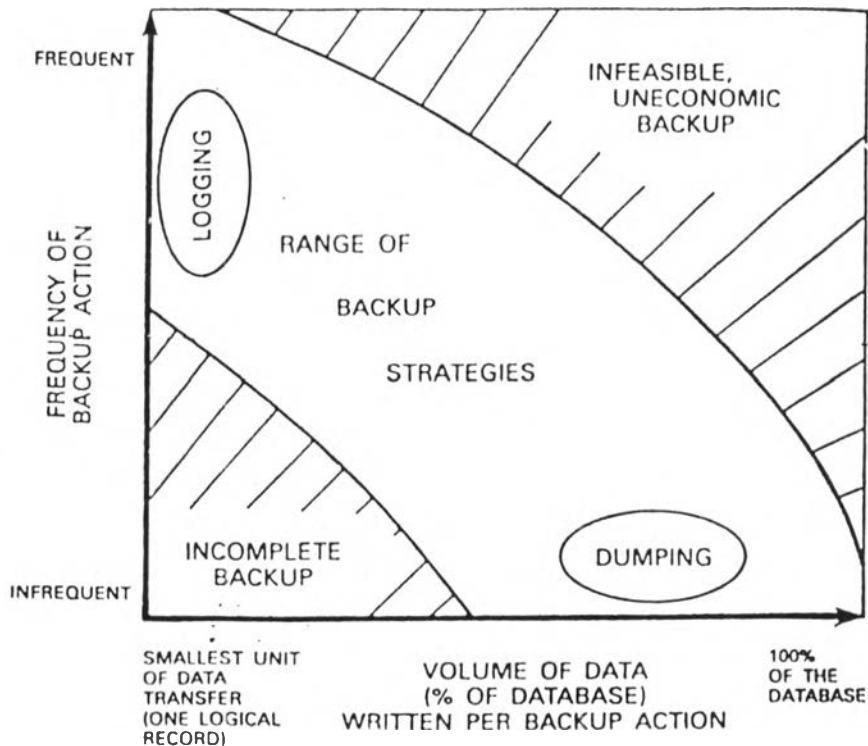 FREQUENT
INFEASIBLE,
UNECONOMIC
BACKUP
LOGGING
RANGE OF
BACKUP
STRATEGIES
FREQUENCY OF
BACKUP ACTION
INCOMPLETE
BACKUP
DUMPING
INFREQUENT
SMALLEST UNIT
OF DATA
TRANSFER
(ONE LOGICAL
RECORD)
VOLUME OF DATA
(% OF DATABASE)
WRITTEN PER BACKUP ACTION
100%
OF THE
DATABASE